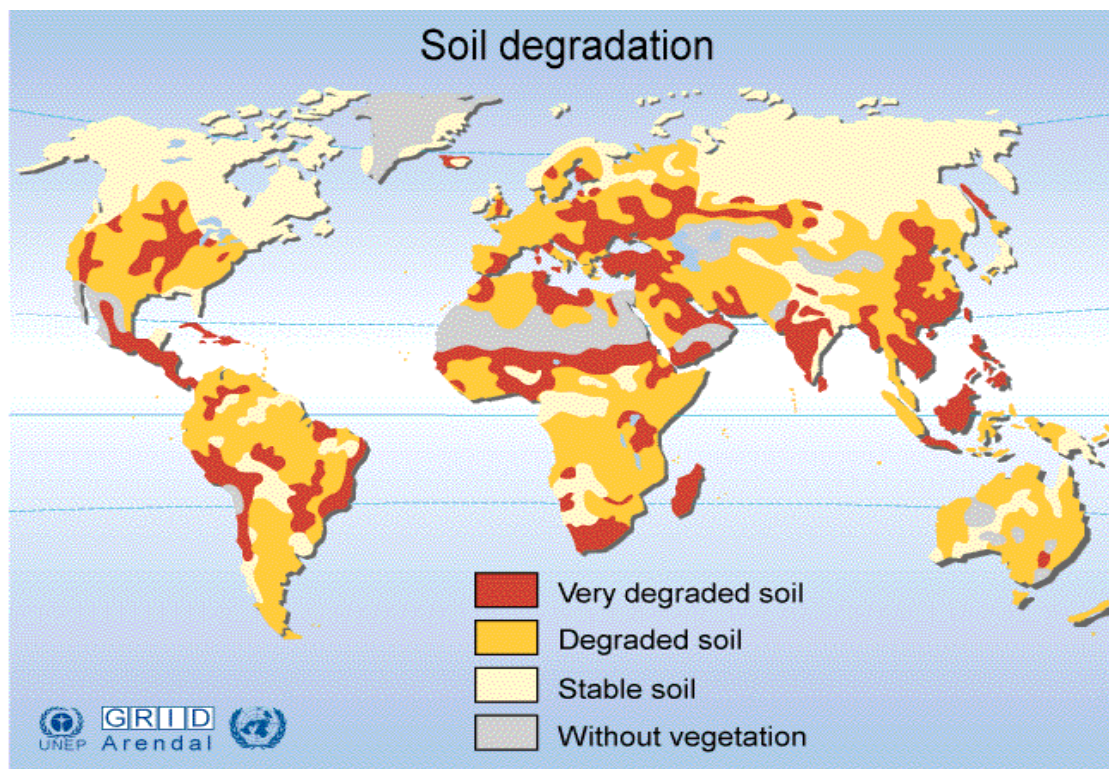 Soil degradation
Very degraded soil
Degraded soil
Stable soil
Without vegetation
UNEP
GRID
Arendal